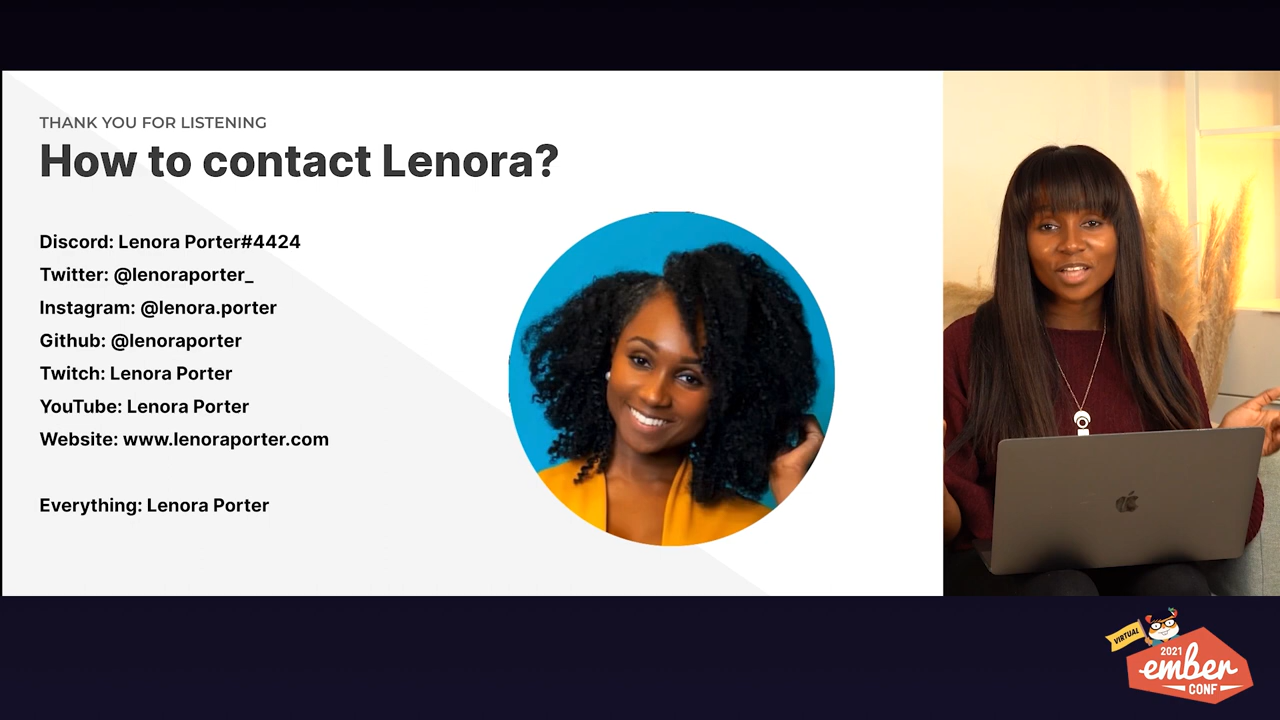 THANK YOU FOR LISTENING
How to contact Lenora?
Discord: Lenora Porter#4424
Twitter: @lenoraporter_
Instagram: @lenora.porter
Github: @lenoraporter
Twitch: Lenora Porter
YouTube: Lenora Porter
Website: www.lenoraporter.com
Everything: Lenora Porter
VIRTUAL
2021
ember
CONF